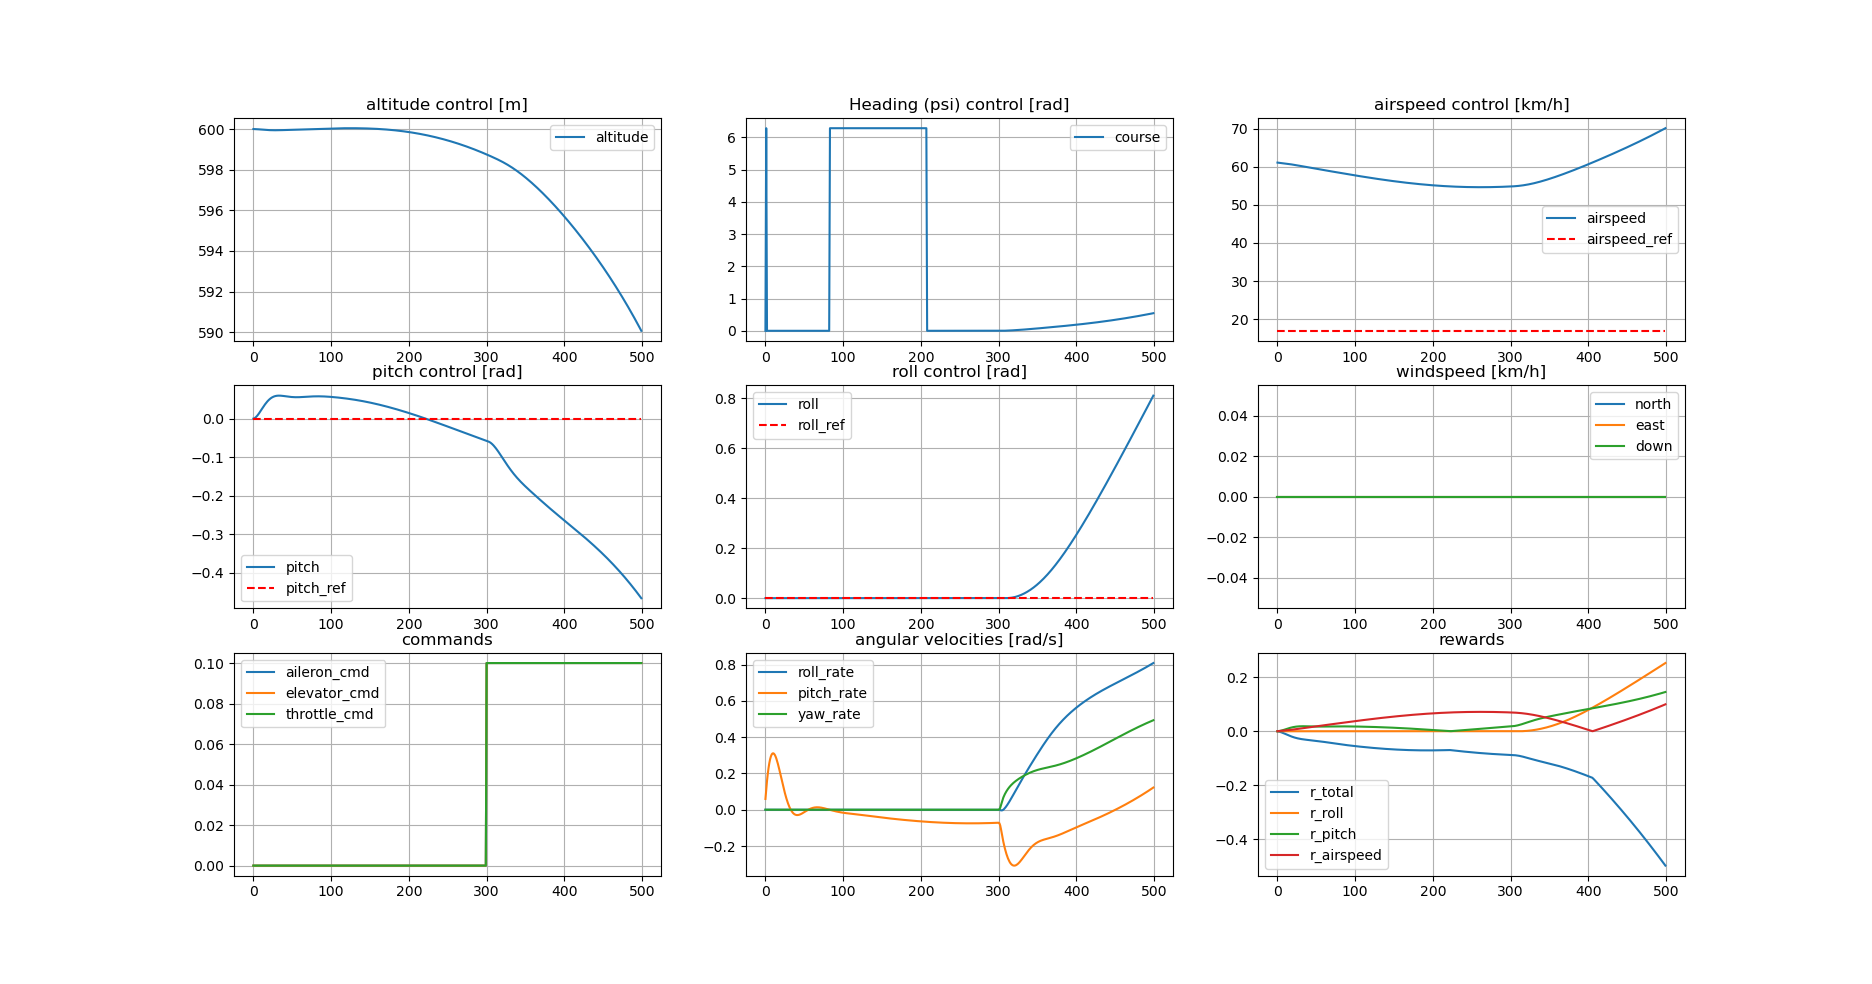 altitude control [m]
altitude
600
598
596
594
592
590
0 100 200 300 400 500
Heading (psi) control [rad]
course
6
5
4
3
2
1
0
0 100 200 300 400 500
airspeed control [km/h]
70
60
50
40
30
20
airspeed
airspeed_ref
0 100 200 300 400 500
pitch control [rad]
0.0
−0.1
−0.2
−0.3
−0.4
pitch
pitch_ref
0 100 200 300 400 500
roll control [rad]
roll
roll_ref
0.8
0.6
0.4
0.2
0.0
0 100 200 300 400 500
windspeed [km/h]
north
east
down
0.04
0.02
0.00
−0.02
−0.04
0 100 200 300 400 500
commands
aileron_cmd
elevator_cmd
throttle_cmd
0.10
0.08
0.06
0.04
0.02
0.00
0 100 200 300 400 500
angular velocities [rad/s]
roll_rate
pitch_rate
yaw_rate
0.8
0.6
0.4
0.2
0.0
−0.2
0 100 200 300 400 500
rewards
0.2
0.0
−0.2
−0.4
r_total
r_roll
r_pitch
r_airspeed
0 100 200 300 400 500